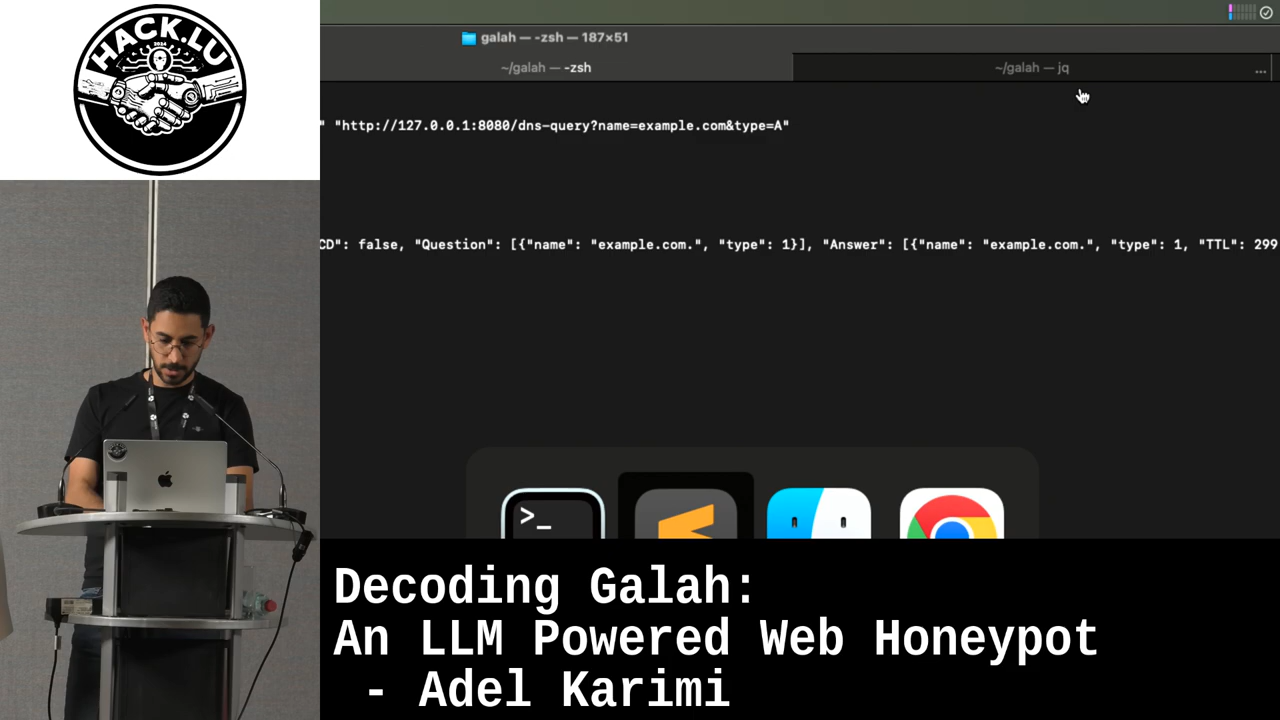 HACK.LU
2024
galah — -zsh — 187×51
~/galah — -zsh
~/galah — jq
...
" "http://127.0.0.1:8080/dns-query?name=example.com&type=A"
CD": false, "Question": [{"name": "example.com.", "type": 1}], "Answer": [{"name": "example.com.", "type": 1, "TTL": 299
>_
Decoding Galah:
An LLM Powered Web Honeypot
- Adel Karimi